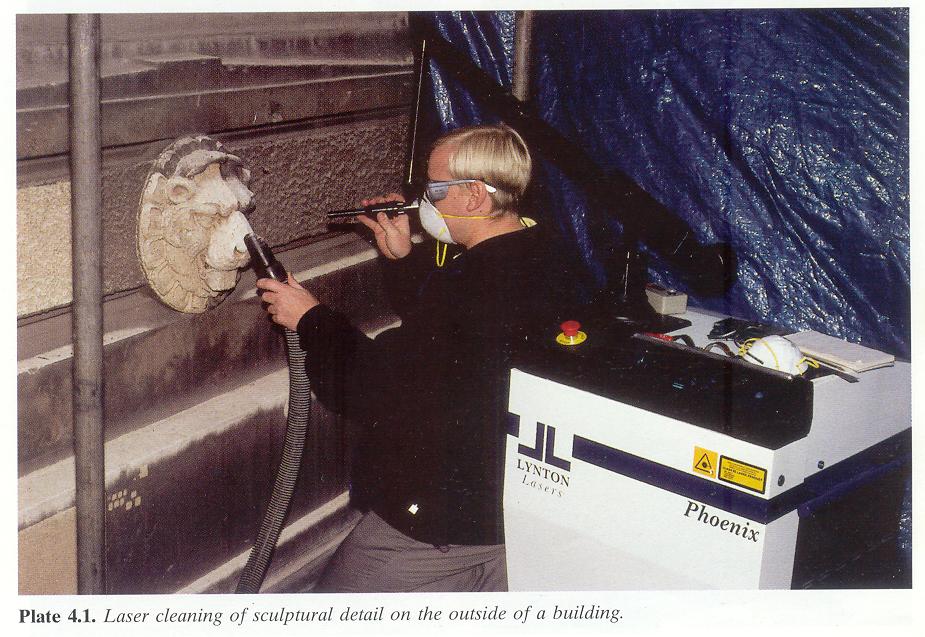 LYNTON
Lasers
Phoenix
Plate 4.1. Laser cleaning of sculptural detail on the outside of a building.